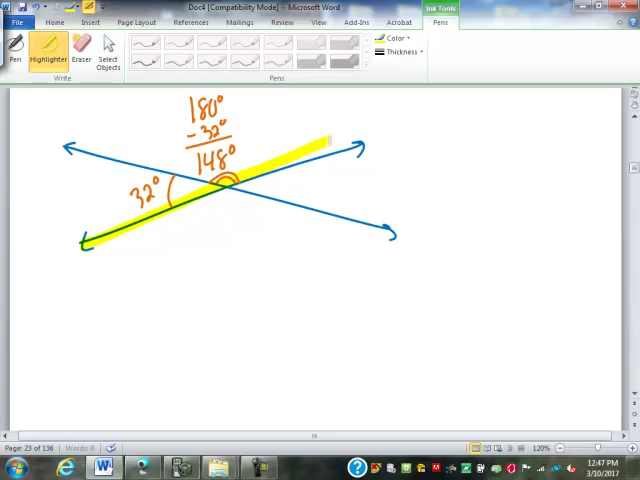 Doc4 [Compatibility Mode] - Microsoft Word
Ink Tools
File
Home
Insert
Page Layout
References
Mailings
Review
View
Add-Ins
Acrobat
Pens
Pen
Highlighter
Eraser
Select Objects
Color
Thickness
Write
Pens
180°
- 32°
148°
32°
Page: 23 of 136
Words: 0
120%
12:47 PM
3/10/2017